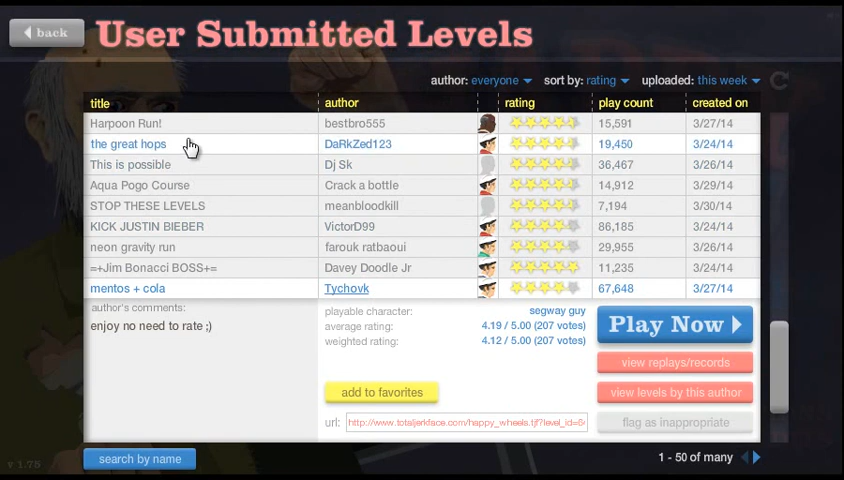 back
User Submitted Levels
author: everyone sort by: rating uploaded: this week
title author rating play count created on
Harpoon Run! bestbro555 15,591 3/27/14
the great hops DaRkZed123 19,450 3/24/14
This is possible Dj Sk 36,467 3/26/14
Aqua Pogo Course Crack a bottle 14,912 3/29/14
STOP THESE LEVELS meanbloodkill 7,194 3/30/14
KICK JUSTIN BIEBER VictorD99 86,185 3/24/14
neon gravity run farouk ratbaoui 29,955 3/26/14
=+Jim Bonacci BOSS+= Davey Doodle Jr 11,235 3/24/14
mentos + cola Tychovk 67,648 3/27/14
author's comments:
enjoy no need to rate ;)
playable character: segway guy
average rating: 4.19 / 5.00 (207 votes)
weighted rating: 4.12 / 5.00 (207 votes)
Play Now
view replays/records
add to favorites
view levels by this author
url: http://www.totaljerkface.com/happy_wheels.tjf?level_id=6
flag as inappropriate
search by name
1 - 50 of many
v 1.75